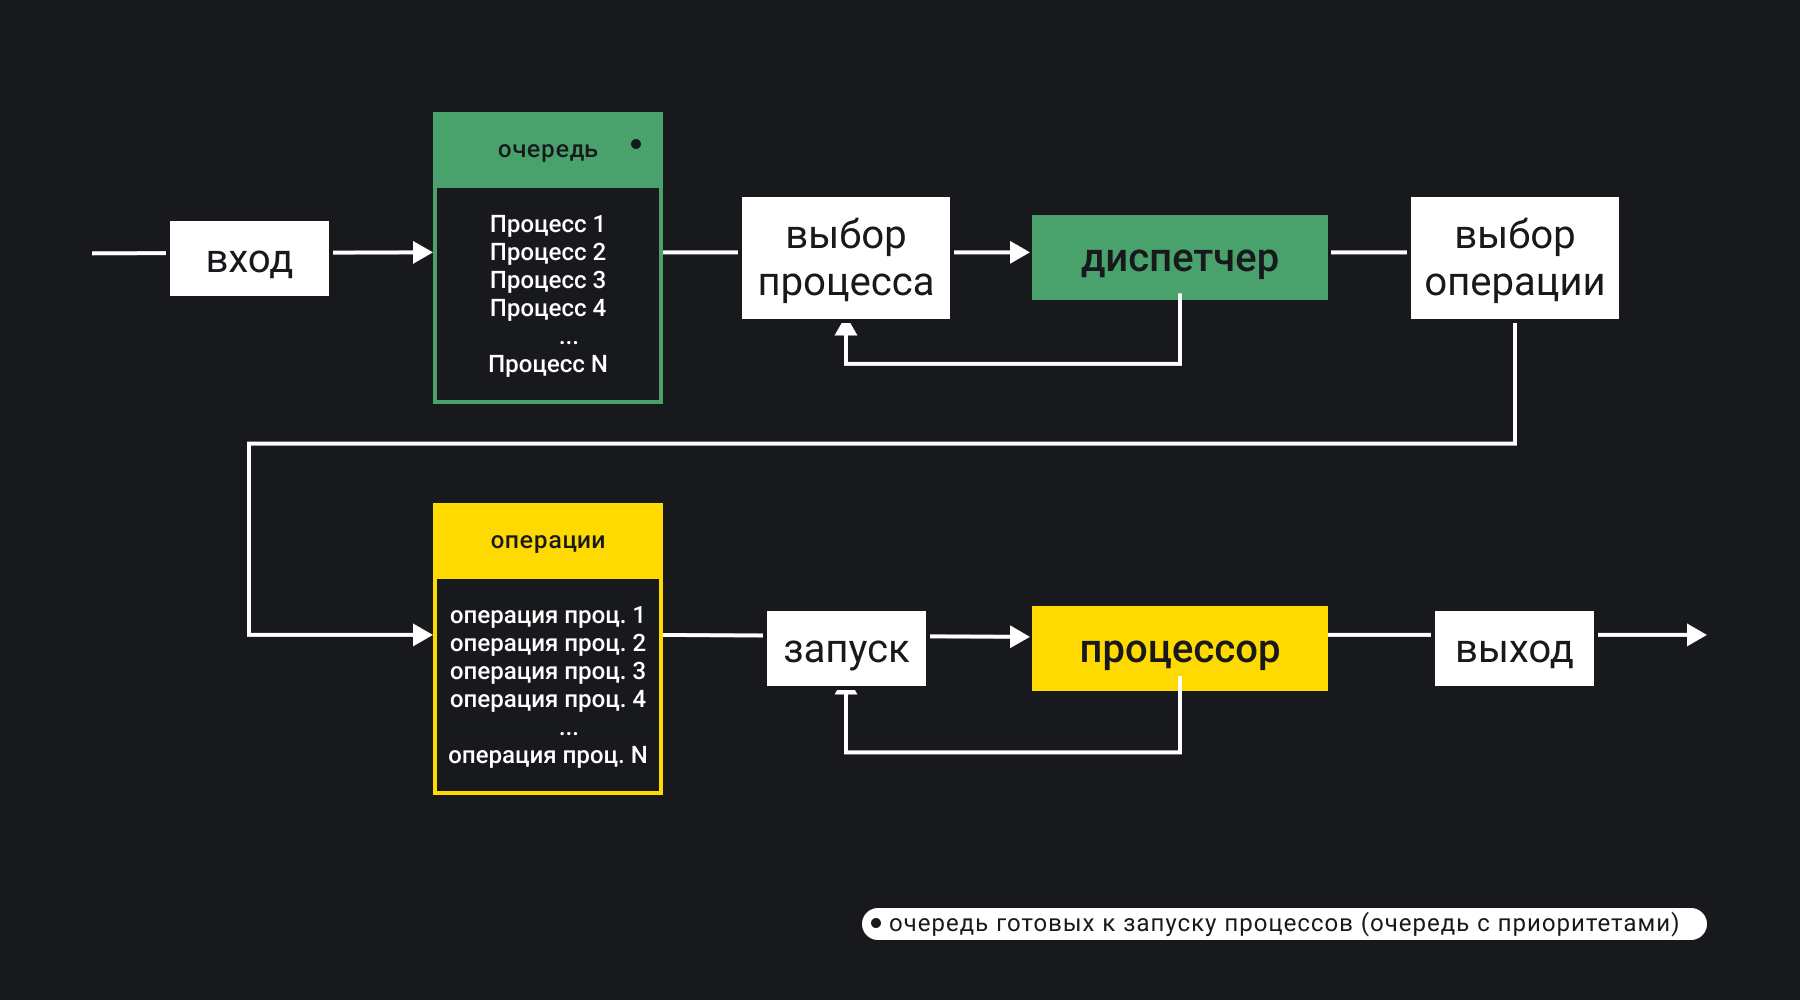 очередь
Процесс 1
Процесс 2
Процесс 3
Процесс 4
...
Процесс N
вход
выбор
процесса
диспетчер
выбор
операции
операции
операция проц. 1
операция проц. 2
операция проц. 3
операция проц. 4
...
операция проц. N
запуск
процессор
выход
• очередь готовых к запуску процессов (очередь с приоритетами)